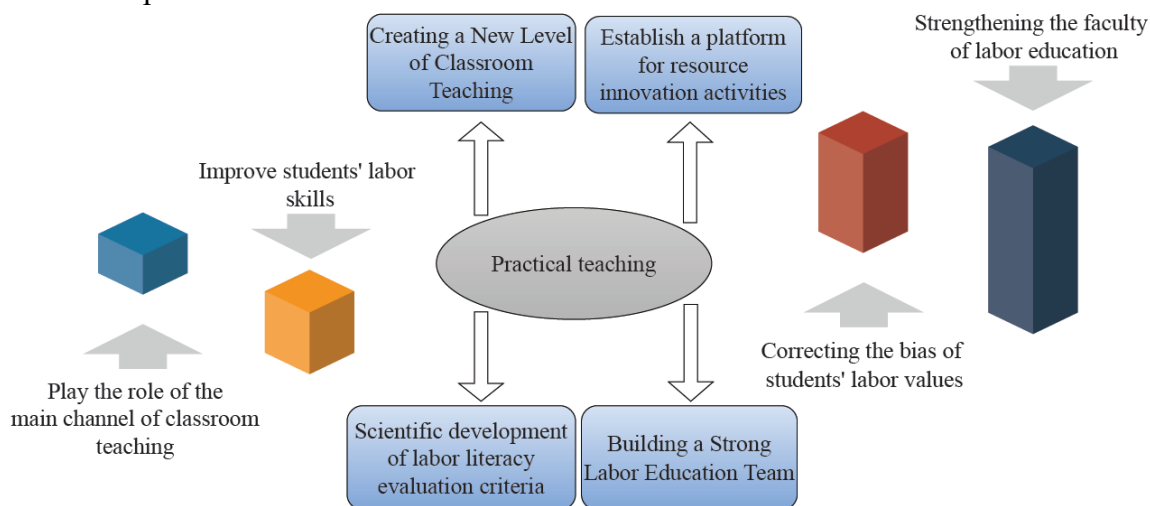 Creating a New Level
of Classroom
Teaching
Establish a platform
for resource
innovation activities
Strengthening the faculty
of labor education
Improve students' labor
skills
Practical teaching
Play the role of the
main channel of classroom
teaching
Correcting the bias of
students' labor values
Scientific development
of labor literacy
evaluation criteria
Building a Strong
Labor Education Team